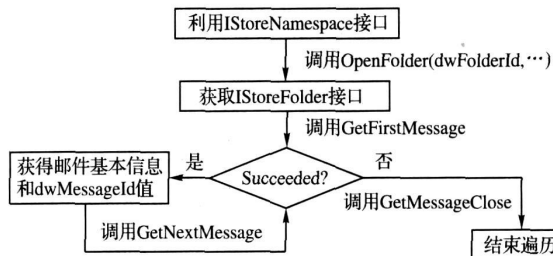 利用IStoreNamespace接口
调用OpenFolder(dwFolderId,…)
获取IStoreFolder接口
调用GetFirstMessage
获得邮件基本信息
和dwMessageId值
是
Succeeded?
否
调用GetMessageClose
调用GetNextMessage
结束遍历